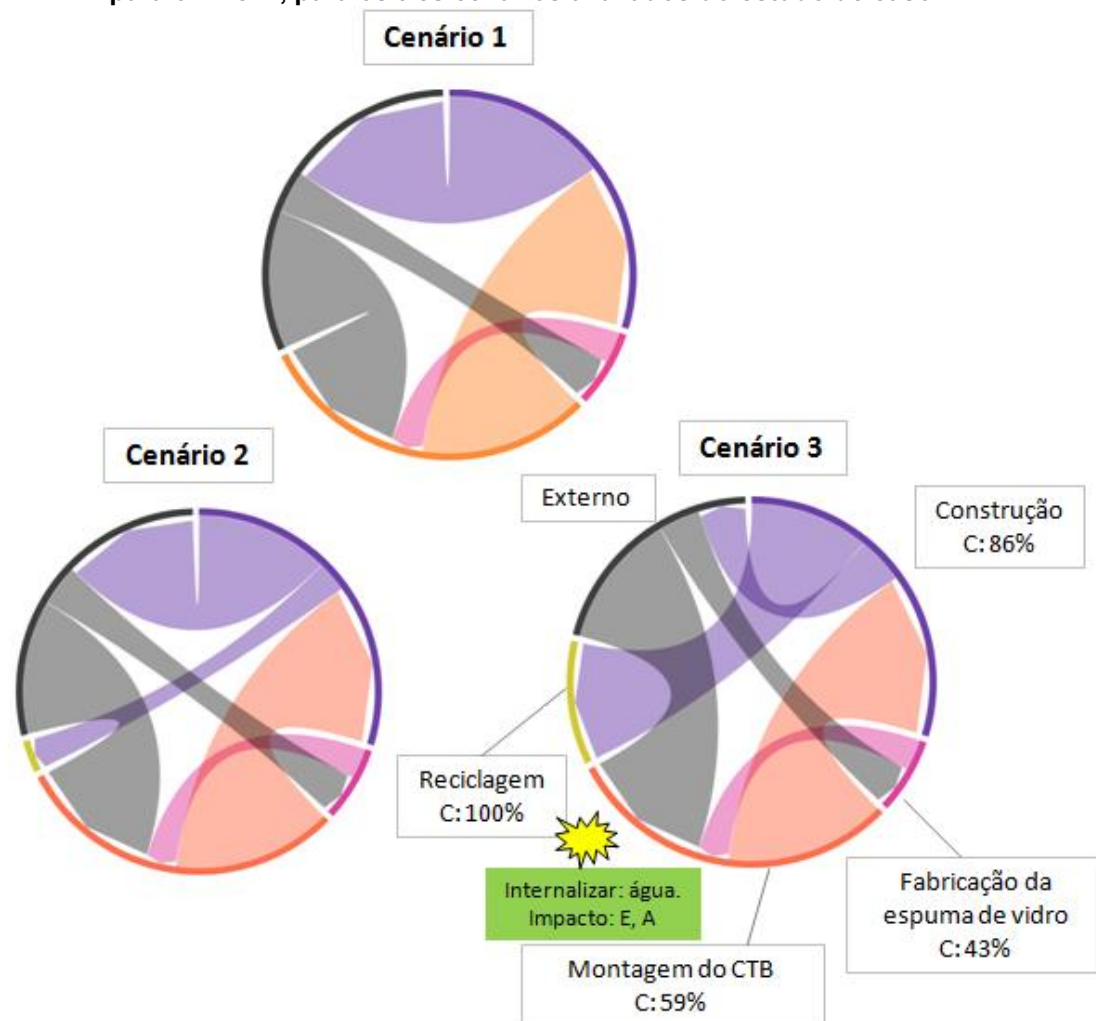 Cenário 1
Cenário 2
Cenário 3
Externo
Construção
C: 86%
Reciclagem
C: 100%
Internalizar: água.
Impacto: E, A
Fabricação da
espuma de vidro
C: 43%
Montagem do CTB
C: 59%